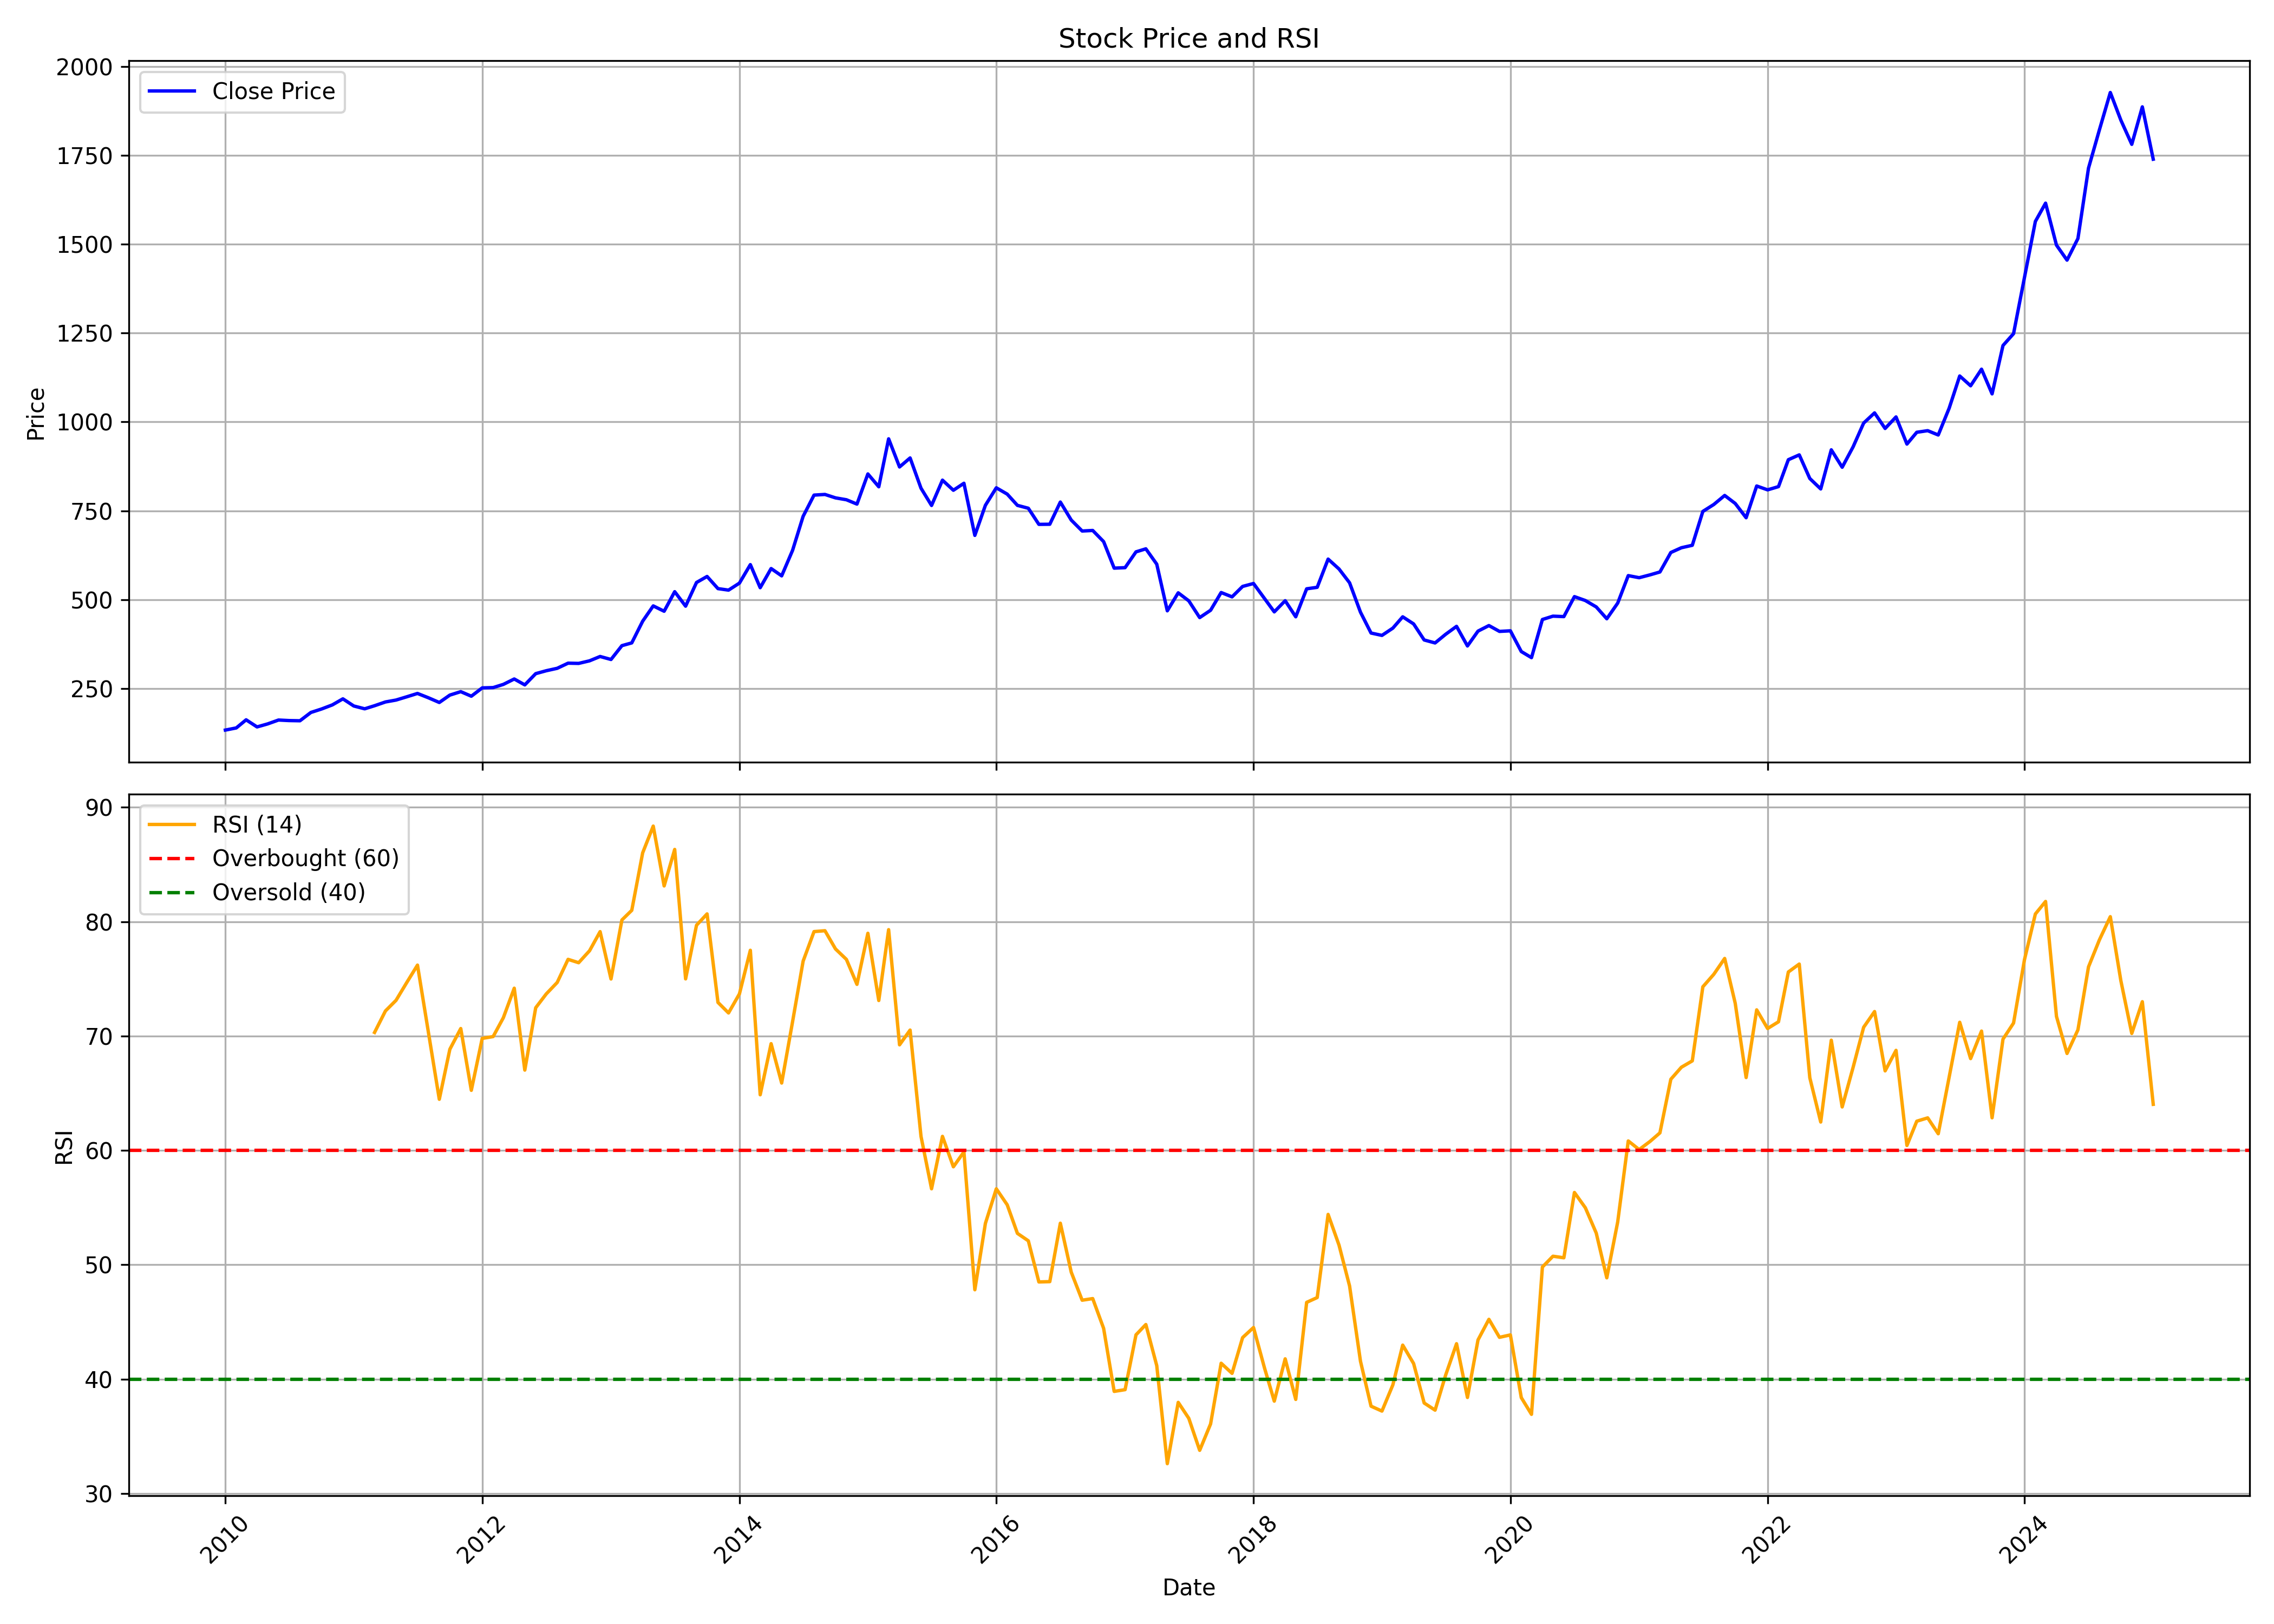 Stock Price and RSI
Close Price
2000
1750
1500
1250
1000
750
500
250
Price
RSI (14)
Overbought (60)
Oversold (40)
90
80
70
60
50
40
30
RSI
2010
2012
2014
2016
2018
2020
2022
2024
Date